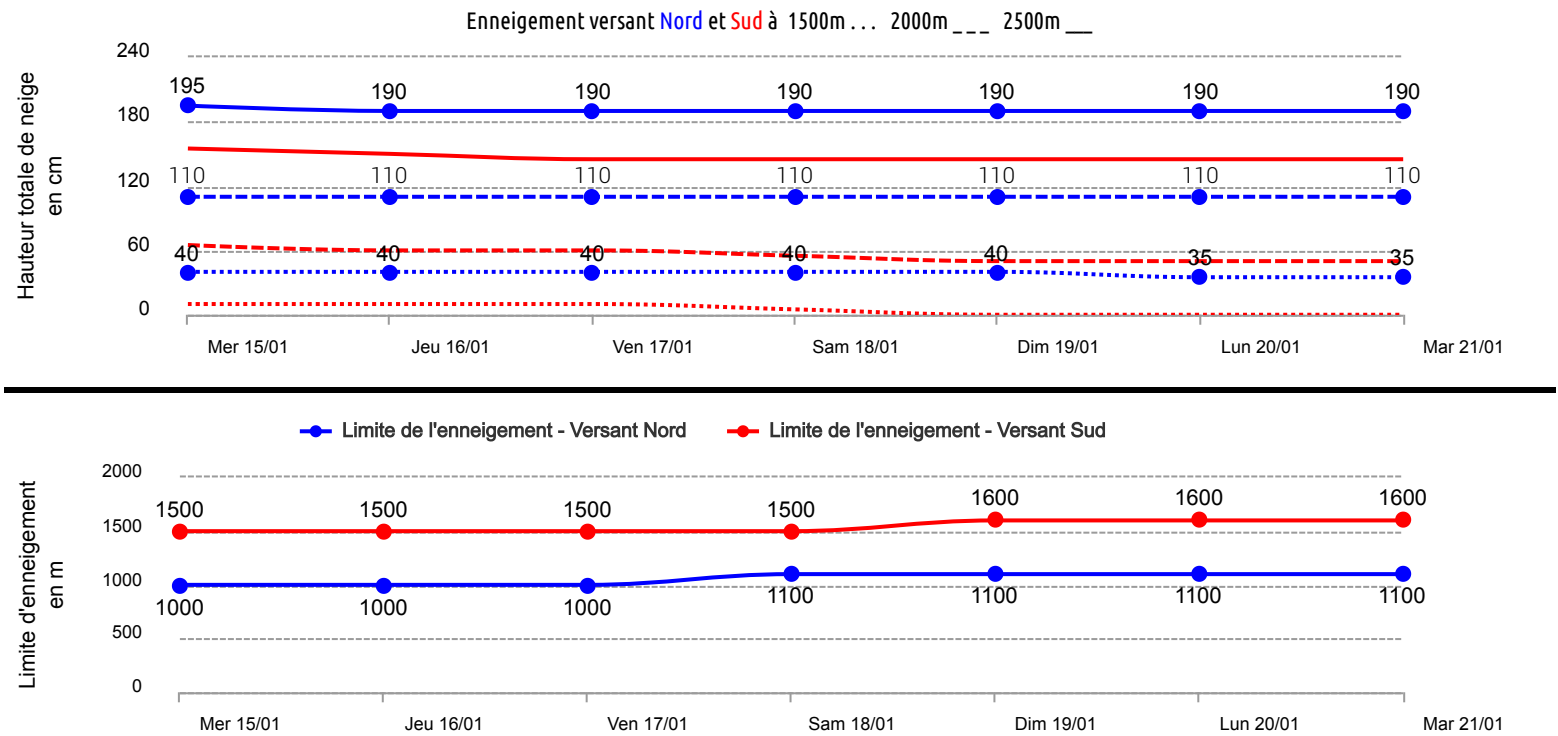 Enneigement versant Nord et Sud à 1500m . . . 2000m _ _ _ 2500m __
Hauteur totale de neige
en cm
240
195 190 190 190 190 190 190
180
120
110 110 110 110 110 110 110
60
40 40 40 40 40 35 35
0
Mer 15/01 Jeu 16/01 Ven 17/01 Sam 18/01 Dim 19/01 Lun 20/01 Mar 21/01
Limite de l'enneigement - Versant Nord Limite de l'enneigement - Versant Sud
Limite d'enneigement
en m
2000
1500 1500 1500 1500 1600 1600 1600
1500
1000
1000 1000 1000 1100 1100 1100 1100
500
0
Mer 15/01 Jeu 16/01 Ven 17/01 Sam 18/01 Dim 19/01 Lun 20/01 Mar 21/01